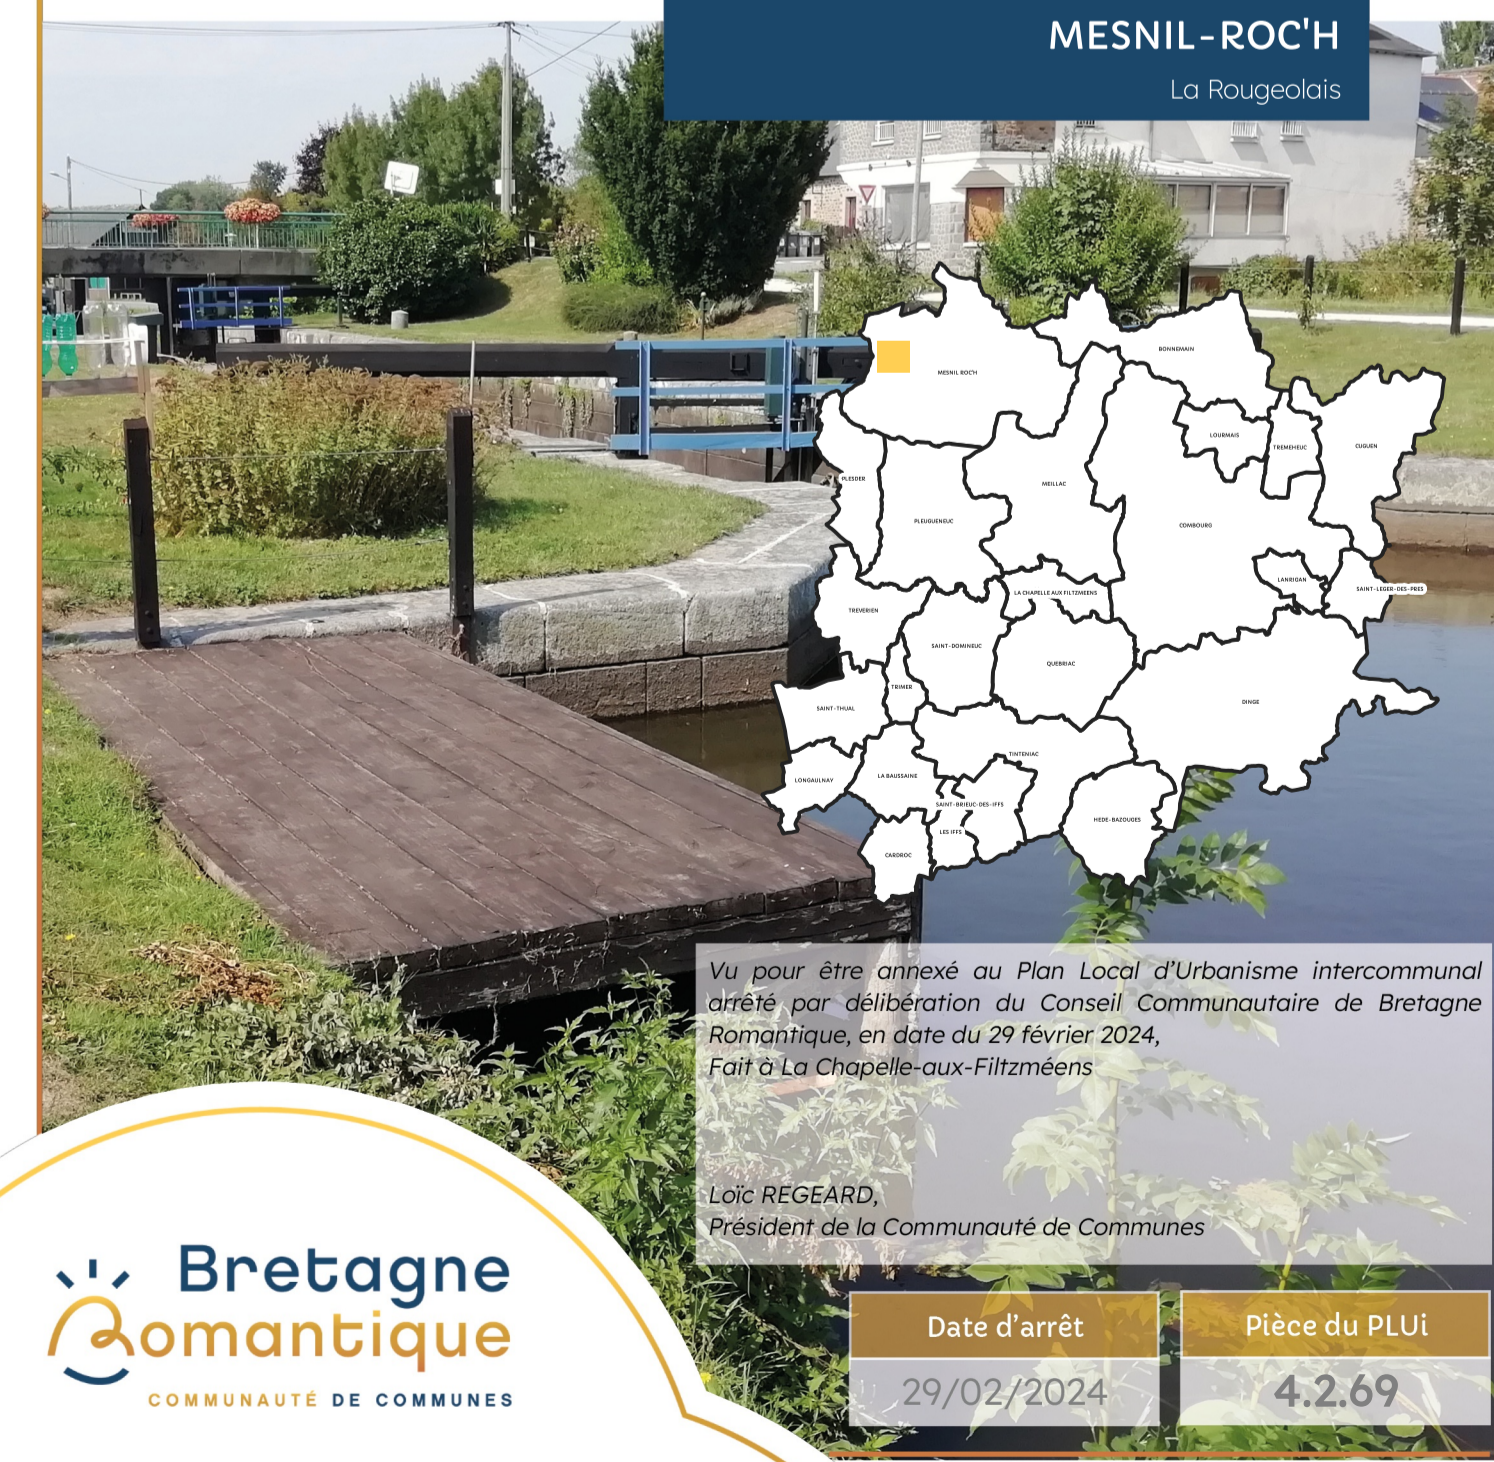 MESNIL-ROC'H
La Rougeolais
BONNEMAIN
MESNIL ROC'H
LOURMAIS
TREMEHEUC
CUGUEN
PLESDER
MEILLAC
PLEUGUENEUC
COMBOURG
LANRIGAN
SAINT-LEGER-DES-PRES
LA CHAPELLE AUX FILTZMEENS
TREVERIEN
SAINT-DOMINEUC
QUEBRIAC
TRIMER
DINGE
SAINT-THUAL
TINTENIAC
LONGAULNAY
LA BAUSSAINE
SAINT-BRIEUC-DES-IFFS
HEDE-BAZOUGES
LES IFFS
CARDROC
Vu pour être annexé au Plan Local d’Urbanisme intercommunal
arrêté par délibération du Conseil Communautaire de Bretagne
Romantique, en date du 29 février 2024,
Fait à La Chapelle-aux-Filtzméens
Loïc REGEARD,
Président de la Communauté de Communes
Bretagne
Romantique
COMMUNAUTÉ DE COMMUNES
Date d’arrêt
29/02/2024
Pièce du PLUi
4.2.69